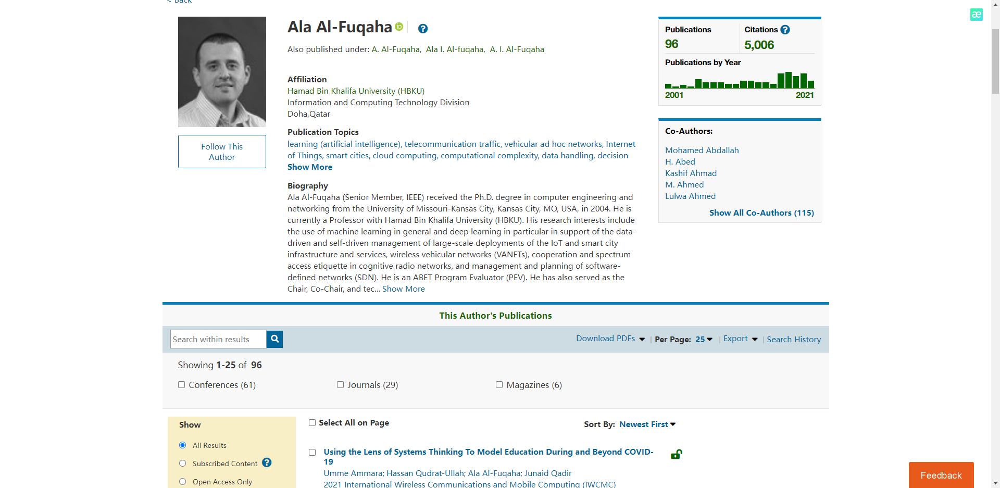 < Back
Ala Al-Fuqaha iD ?
Also published under: A. Al-Fuqaha, Ala I. Al-fuqaha, A. I. Al-Fuqaha
Affiliation
Hamad Bin Khalifa University (HBKU)
Information and Computing Technology Division
Doha,Qatar
Publication Topics
learning (artificial intelligence), telecommunication traffic, vehicular ad hoc networks, Internet
of Things, smart cities, cloud computing, computational complexity, data handling, decision
Show More
Biography
Ala Al-Fuqaha (Senior Member, IEEE) received the Ph.D. degree in computer engineering and
networking from the University of Missouri-Kansas City, Kansas City, MO, USA, in 2004. He is
currently a Professor with Hamad Bin Khalifa University (HBKU). His research interests include
the use of machine learning in general and deep learning in particular in support of the data-
driven and self-driven management of large-scale deployments of the IoT and smart city
infrastructure and services, wireless vehicular networks (VANETs), cooperation and spectrum
access etiquette in cognitive radio networks, and management and planning of software-
defined networks (SDN). He is an ABET Program Evaluator (PEV). He has also served as the
Chair, Co-Chair, and tec... Show More
Follow This
Author
Publications
96
Citations ?
5,006
Publications by Year
2001 2021
Co-Authors:
Mohamed Abdallah
H. Abed
Kashif Ahmad
M. Ahmed
Lulwa Ahmed
Show All Co-Authors (115)
æ
This Author's Publications
Search within results
Download PDFs | Per Page: 25 | Export | Search History
Showing 1-25 of 96
Conferences (61) Journals (29) Magazines (6)
Show
All Results
Subscribed Content ?
Open Access Only
Select All on Page
Sort By: Newest First
Using the Lens of Systems Thinking To Model Education During and Beyond COVID-
19
Umme Ammara; Hassan Qudrat-Ullah; Ala Al-Fuqaha; Junaid Qadir
2021 International Wireless Communications and Mobile Computing (IWCMC)
Feedback